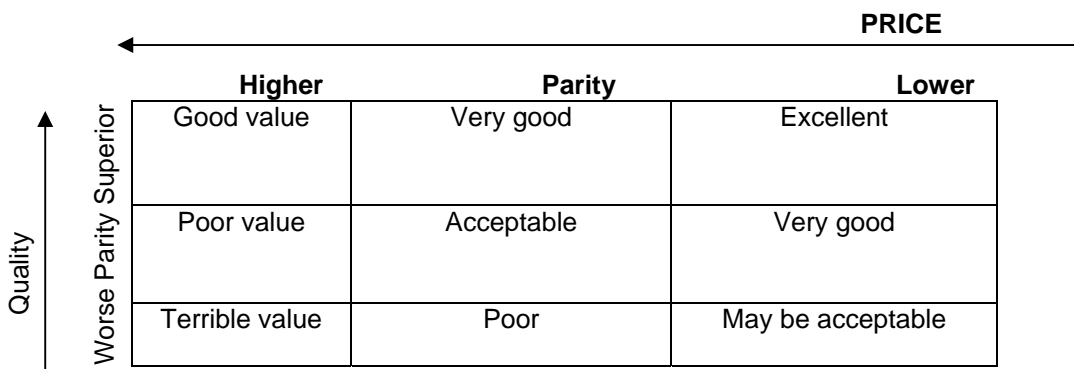 PRICE
Higher Parity Lower
Quality
Worse Parity Superior
Good value Very good Excellent
Poor value Acceptable Very good
Terrible value Poor May be acceptable